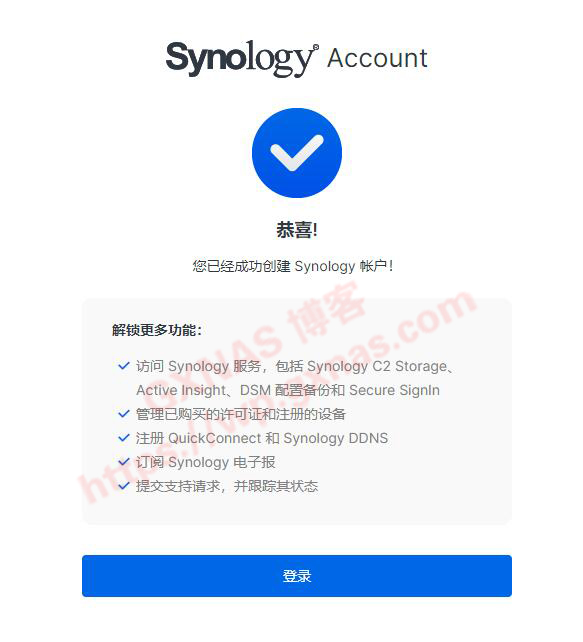 Synology® Account
恭喜!
您已经成功创建 Synology 帐户!
解锁更多功能：
访问 Synology 服务，包括 Synology C2 Storage、
Active Insight、DSM 配置备份和 Secure SignIn
管理已购买的许可证和注册的设备
注册 QuickConnect 和 Synology DDNS
订阅 Synology 电子报
提交支持请求，并跟踪其状态
GXNAS 博客
https://wp.gxnas.com
登录